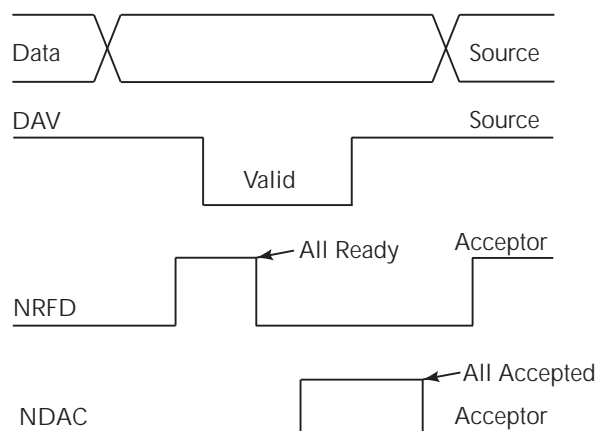 Data Source
DAV Source
Valid
All Ready
Acceptor
NRFD
All Accepted
NDAC Acceptor